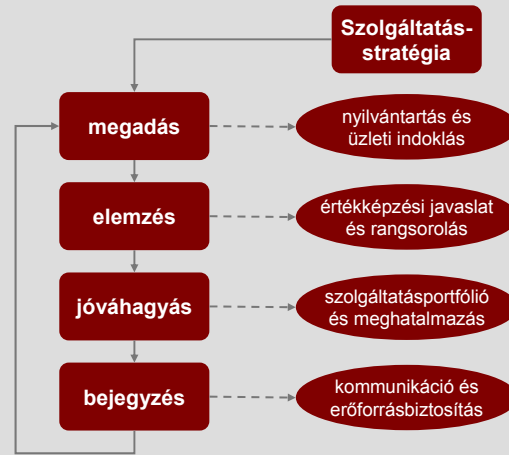 Szolgáltatás-
stratégia
megadás
nyilvántartás és
üzleti indoklás
elemzés
értékképzési javaslat
és rangsorolás
jóváhagyás
szolgáltatásportfólió
és meghatalmazás
bejegyzés
kommunikáció és
erőforrásbiztosítás